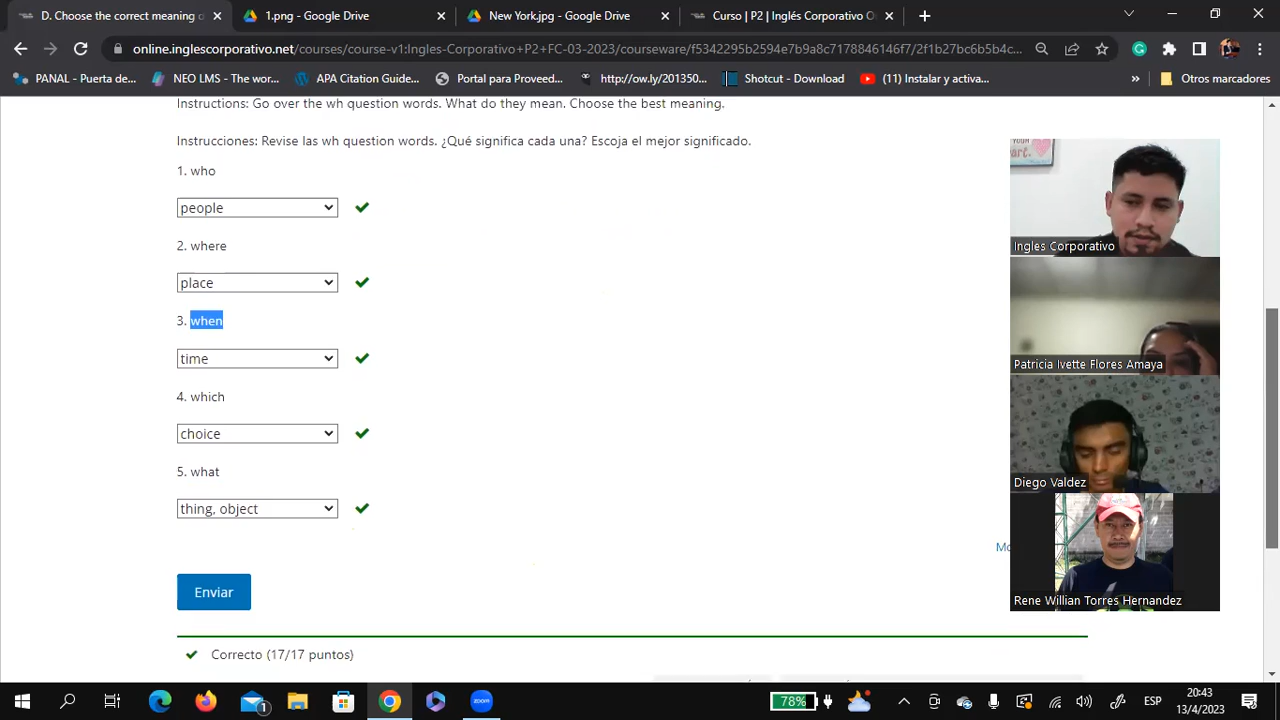 D. Choose the correct meaning o
1.png - Google Drive
New York.jpg - Google Drive
Curso | P2 | Inglés Corporativo O
online.inglescorporativo.net/courses/course-v1:Ingles-Corporativo+P2+FC-03-2023/courseware/f5342295b2594e7b9a8c7178846146f7/2f1b27bc6b5b4c...
PANAL - Puerta de...
NEO LMS - The wor...
APA Citation Guide...
Portal para Proveed...
http://ow.ly/201350...
Shotcut - Download
(11) Instalar y activa...
»
Otros marcadores
Instructions: Go over the wh question words. What do they mean. Choose the best meaning.
Instrucciones: Revise las wh question words. ¿Qué significa cada una? Escoja el mejor significado.
1. who
people
2. where
place
3. when
time
4. which
choice
5. what
thing, object
Mo
Enviar
Correcto (17/17 puntos)
Ingles Corporativo
Patricia Ivette Flores Amaya
Diego Valdez
Rene Willian Torres Hernandez
1
zoom
78%
ESP
20:43
13/4/2023